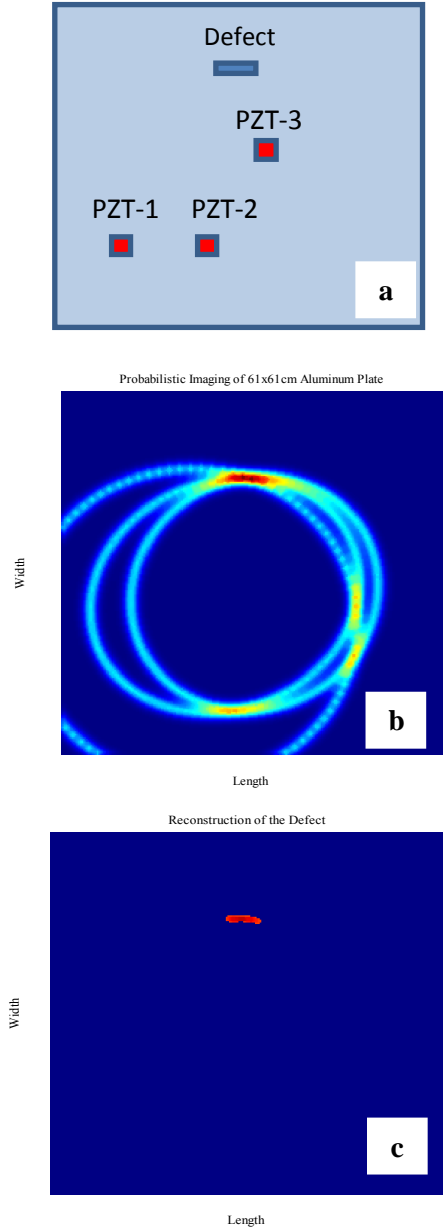 Defect
PZT-3
PZT-1 PZT-2
a
Probabilistic Imaging of 61x61cm Aluminum Plate
Width
b
Length
Reconstruction of the Defect
Width
c
Length